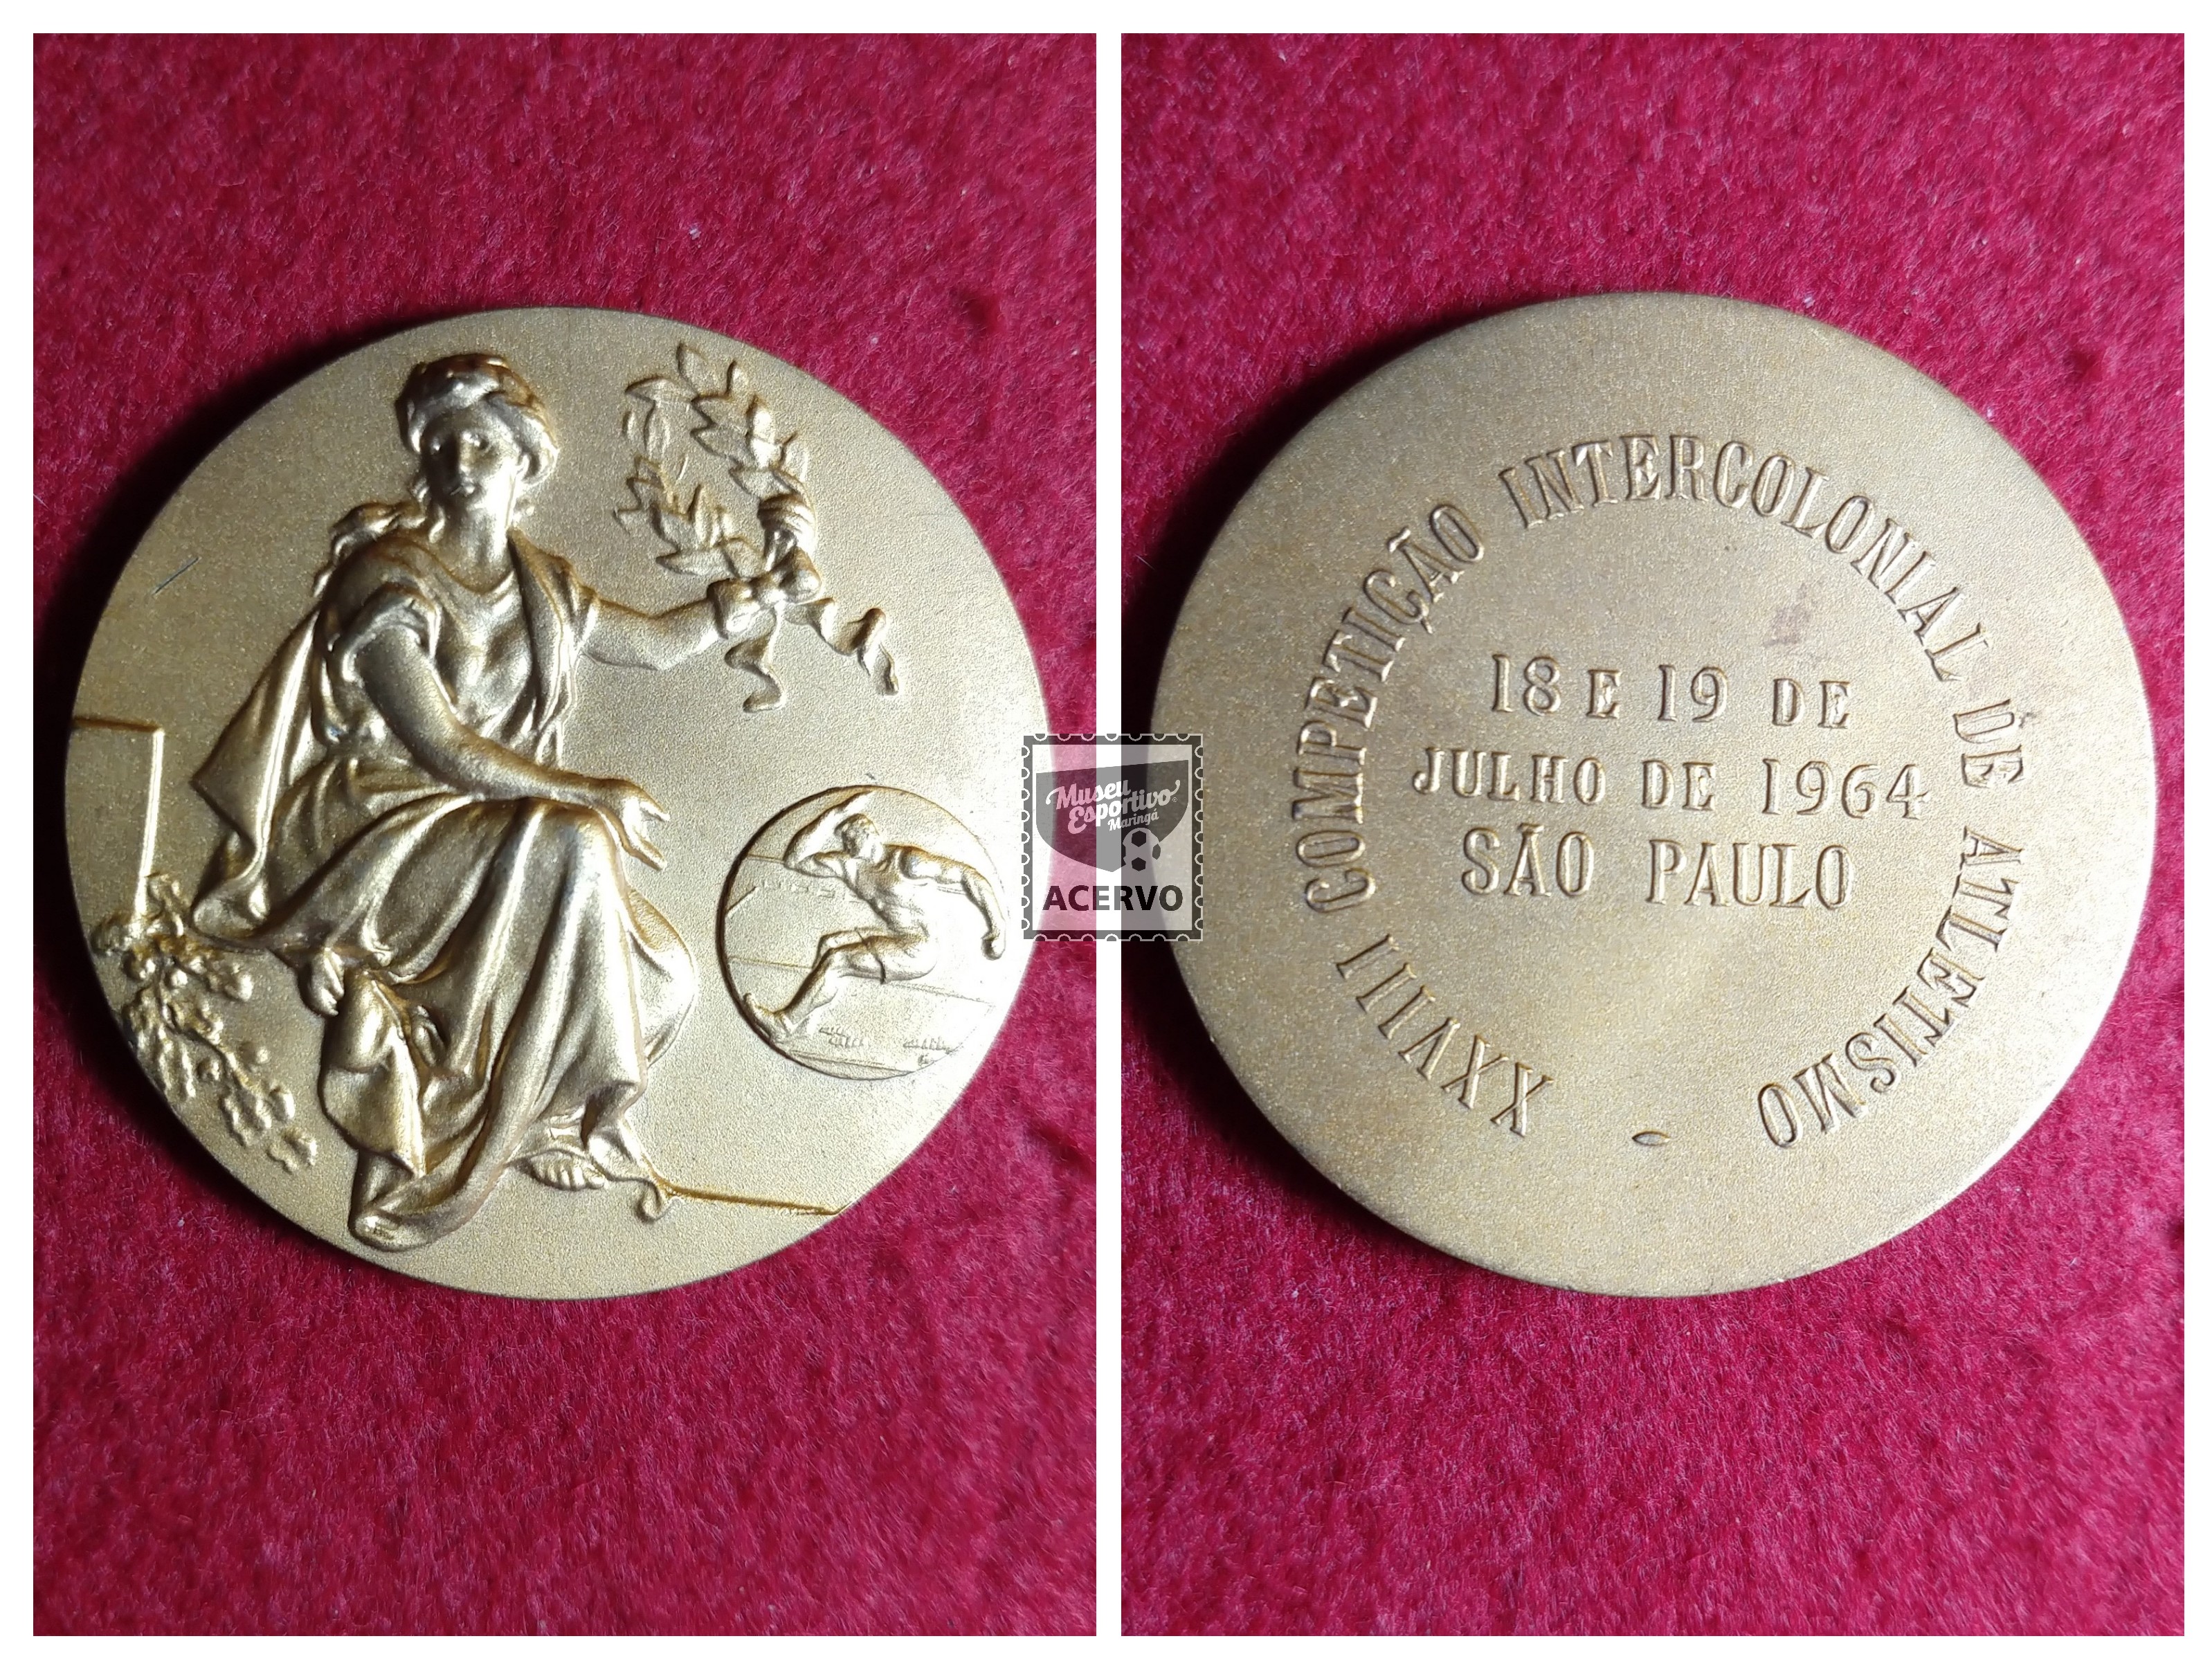 XXVIII COMPETIÇÃO INTERCOLONIAL DE ATLETISMO -
18 E 19 DE
JULHO DE 1964
SÃO PAULO
Museu
Esportivo
Maringá
ACERVO